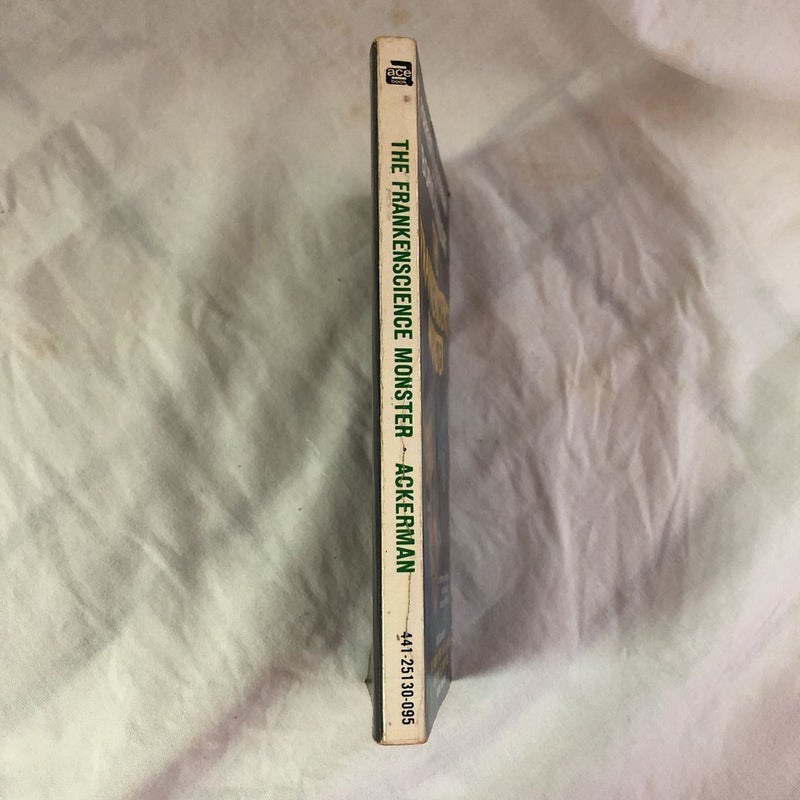 ace
book
THE FRANKENSCIENCE MONSTER • ACKERMAN
441-25130-095